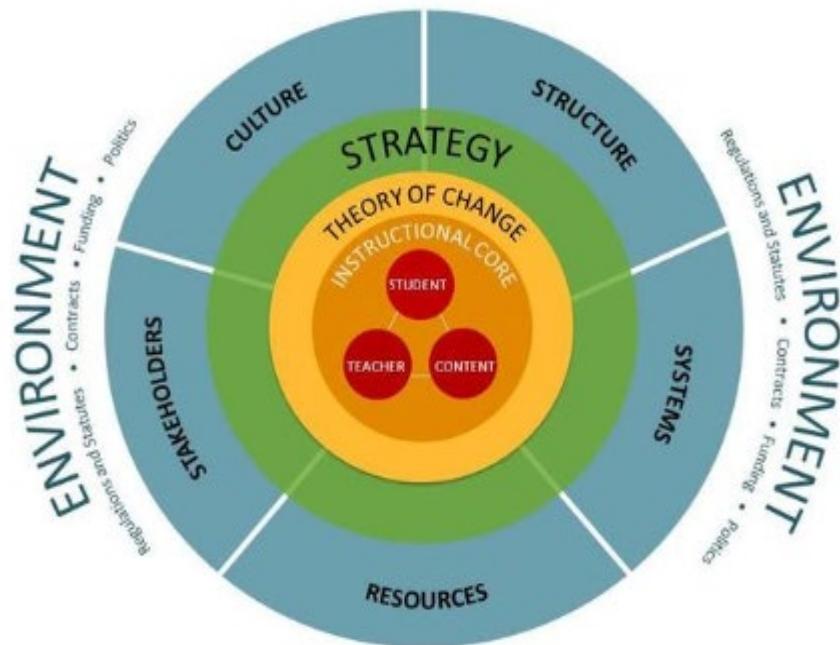 CULTURE
STRUCTURE
STRATEGY
THEORY OF CHANGE
INSTRUCTIONAL CORE
STUDENT
TEACHER
CONTENT
STAKEHOLDERS
SYSTEMS
RESOURCES
ENVIRONMENT
Regulations and Statutes • Contracts • Funding • Politics
ENVIRONMENT
Regulations and Statutes • Contracts • Funding • Politics